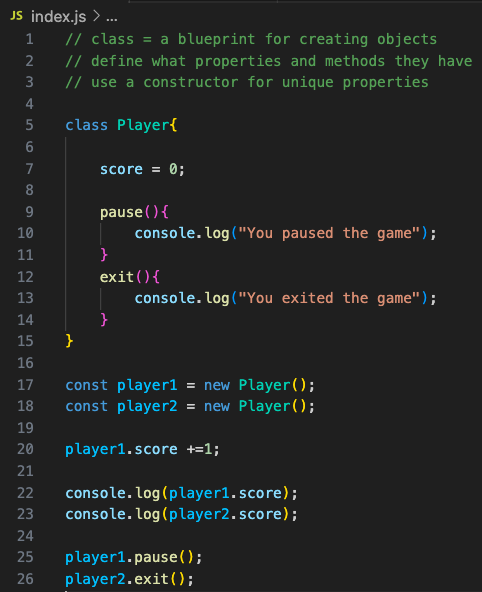 JS index.js > ...
1 // class = a blueprint for creating objects
2 // define what properties and methods they have
3 // use a constructor for unique properties
4
5 class Player{
6
7 score = 0;
8
9 pause(){
10 console.log("You paused the game");
11 }
12 exit(){
13 console.log("You exited the game");
14 }
15 }
16
17 const player1 = new Player();
18 const player2 = new Player();
19
20 player1.score +=1;
21
22 console.log(player1.score);
23 console.log(player2.score);
24
25 player1.pause();
26 player2.exit();